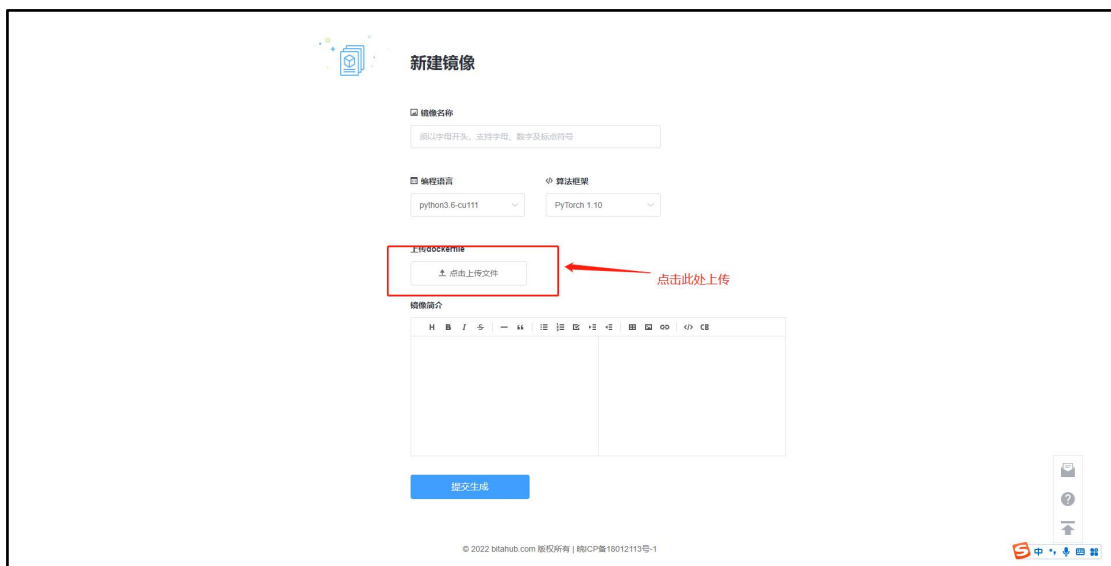 新建镜像
镜像名称
须以字母开头，支持字母、数字及标点符号
编程语言
算法框架
python3.6-cu111
PyTorch 1.10
上传dockerfile
点击上传文件
点击此处上传
镜像简介
H B I S — “ </> CB
提交生成
© 2022 bitahub.com 版权所有 | 皖ICP备18012113号-1
中